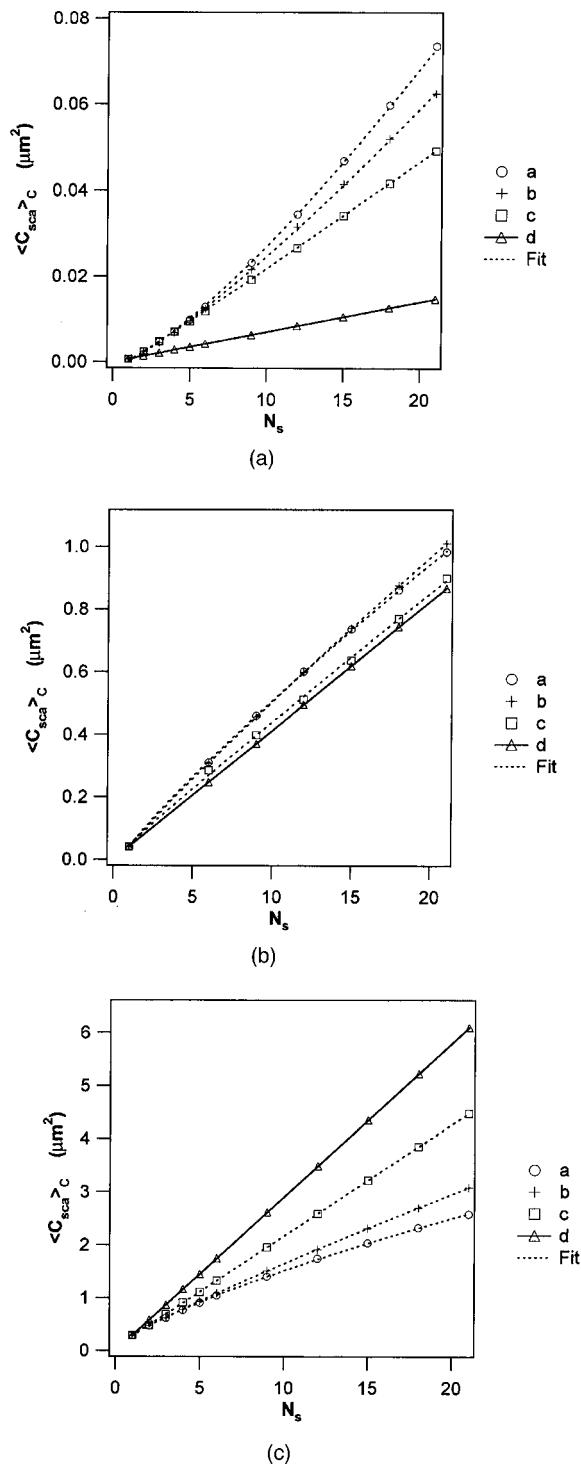 0.08
0.06
0.04
0.02
0.00
<C_sca>_C (μm²)
0
5
10
15
20
N_s
a
b
c
d
Fit
(a)
1.0
0.8
0.6
0.4
0.2
0.0
<C_sca>_C (μm²)
0
5
10
15
20
N_s
a
b
c
d
Fit
(b)
6
5
4
3
2
1
0
<C_sca>_C (μm²)
0
5
10
15
20
N_s
a
b
c
d
Fit
(c)